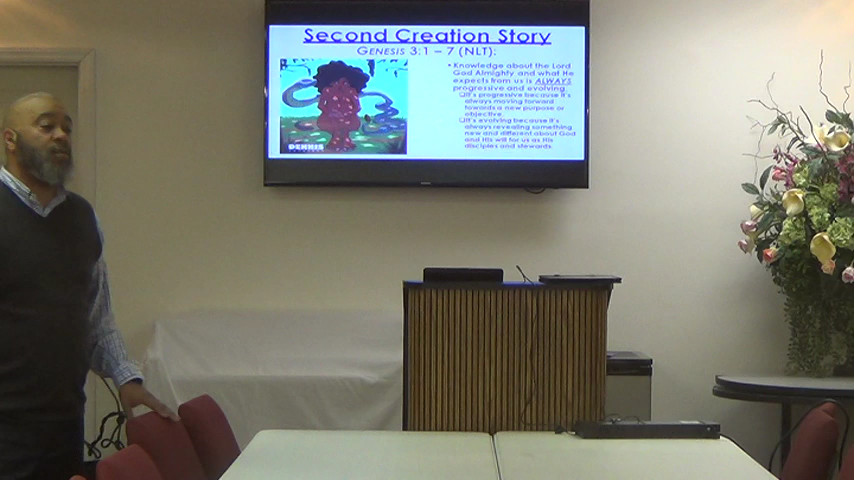 Second Creation Story
GENESIS 3:1 – 7 (NLT):
• Knowledge about the Lord
God Almighty and what He
expects from us is ALWAYS
progressive and evolving.
❑It's progressive because it's
always moving forward
towards a new purpose or
objective.
❑It's evolving because it's
always revealing something
new and different about God
and His will for us as His
disciples and stewards.
DENNIS